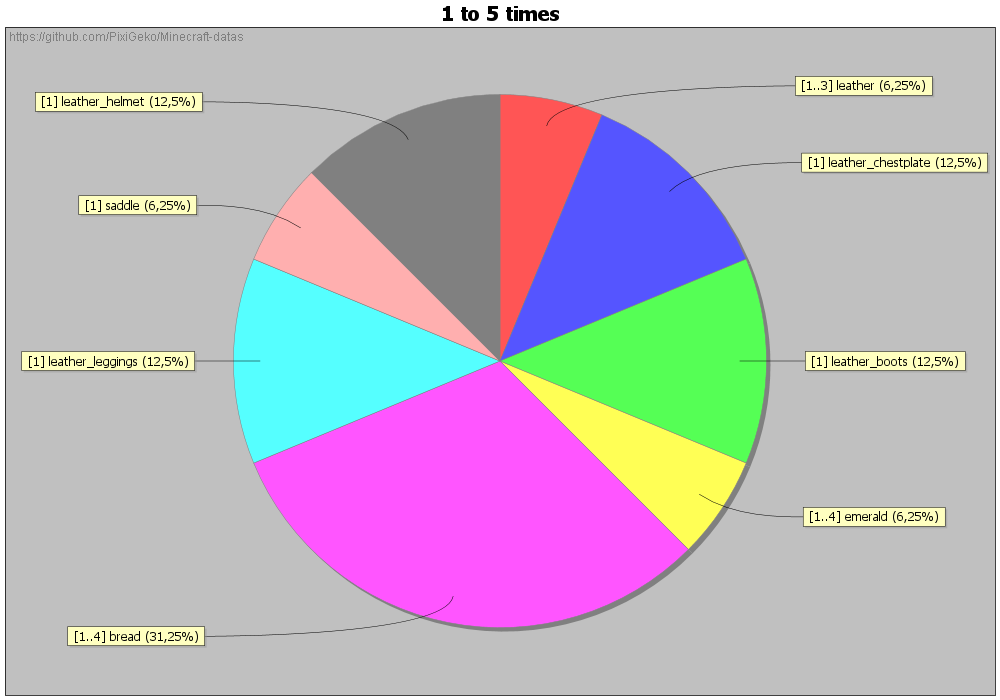 1 to 5 times
https://github.com/PixiGeko/Minecraft-datas
[1..3] leather (6,25%)
[1] leather_helmet (12,5%)
[1] leather_chestplate (12,5%)
[1] saddle (6,25%)
[1] leather_leggings (12,5%)
[1] leather_boots (12,5%)
[1..4] emerald (6,25%)
[1..4] bread (31,25%)